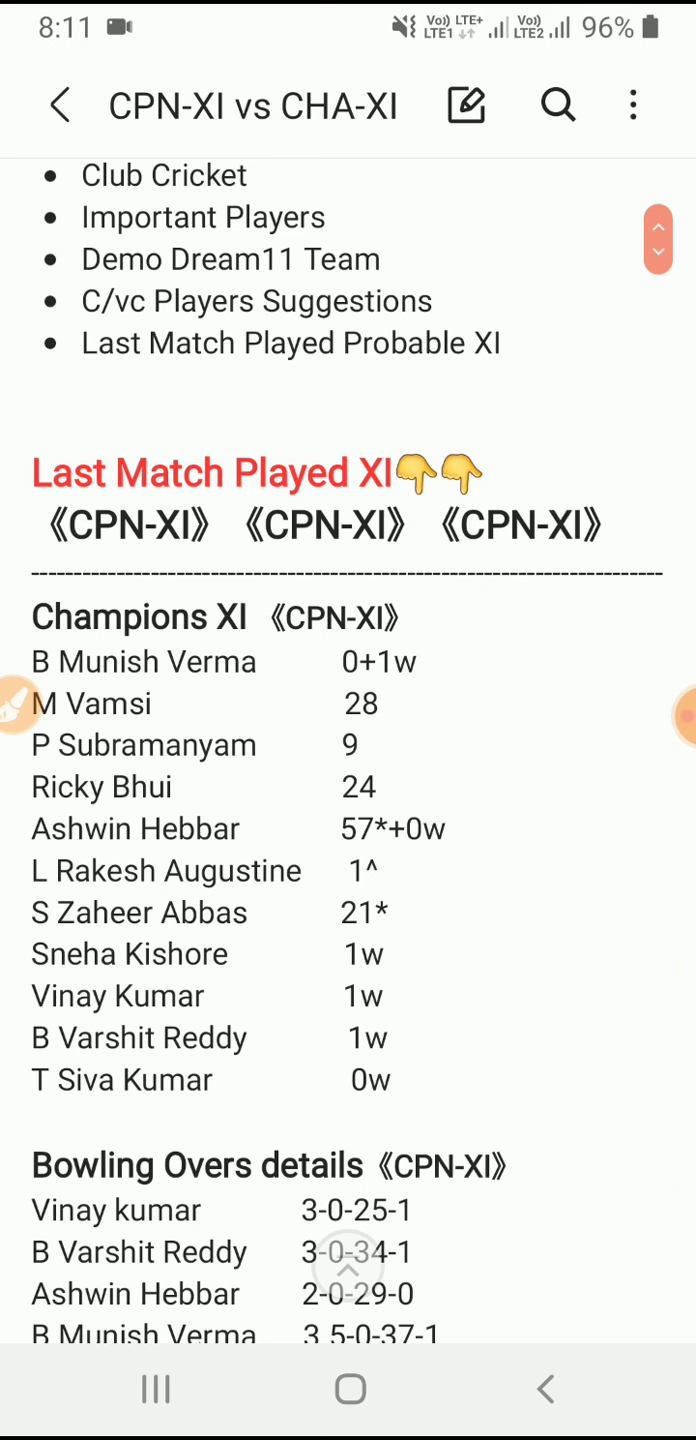 8:11 Vo)) LTE+ LTE1 Vo)) LTE2 96%
CPN-XI vs CHA-XI
• Club Cricket
• Important Players
• Demo Dream11 Team
• C/vc Players Suggestions
• Last Match Played Probable XI
Last Match Played XI👇👇
《CPN-XI》 《CPN-XI》 《CPN-XI》
Champions XI 《CPN-XI》
B Munish Verma 0+1w
M Vamsi 28
P Subramanyam 9
Ricky Bhui 24
Ashwin Hebbar 57*+0w
L Rakesh Augustine 1^
S Zaheer Abbas 21*
Sneha Kishore 1w
Vinay Kumar 1w
B Varshit Reddy 1w
T Siva Kumar 0w
Bowling Overs details 《CPN-XI》
Vinay kumar 3-0-25-1
B Varshit Reddy 3-0-34-1
Ashwin Hebbar 2-0-29-0
B Munish Verma 3.5-0-37-1